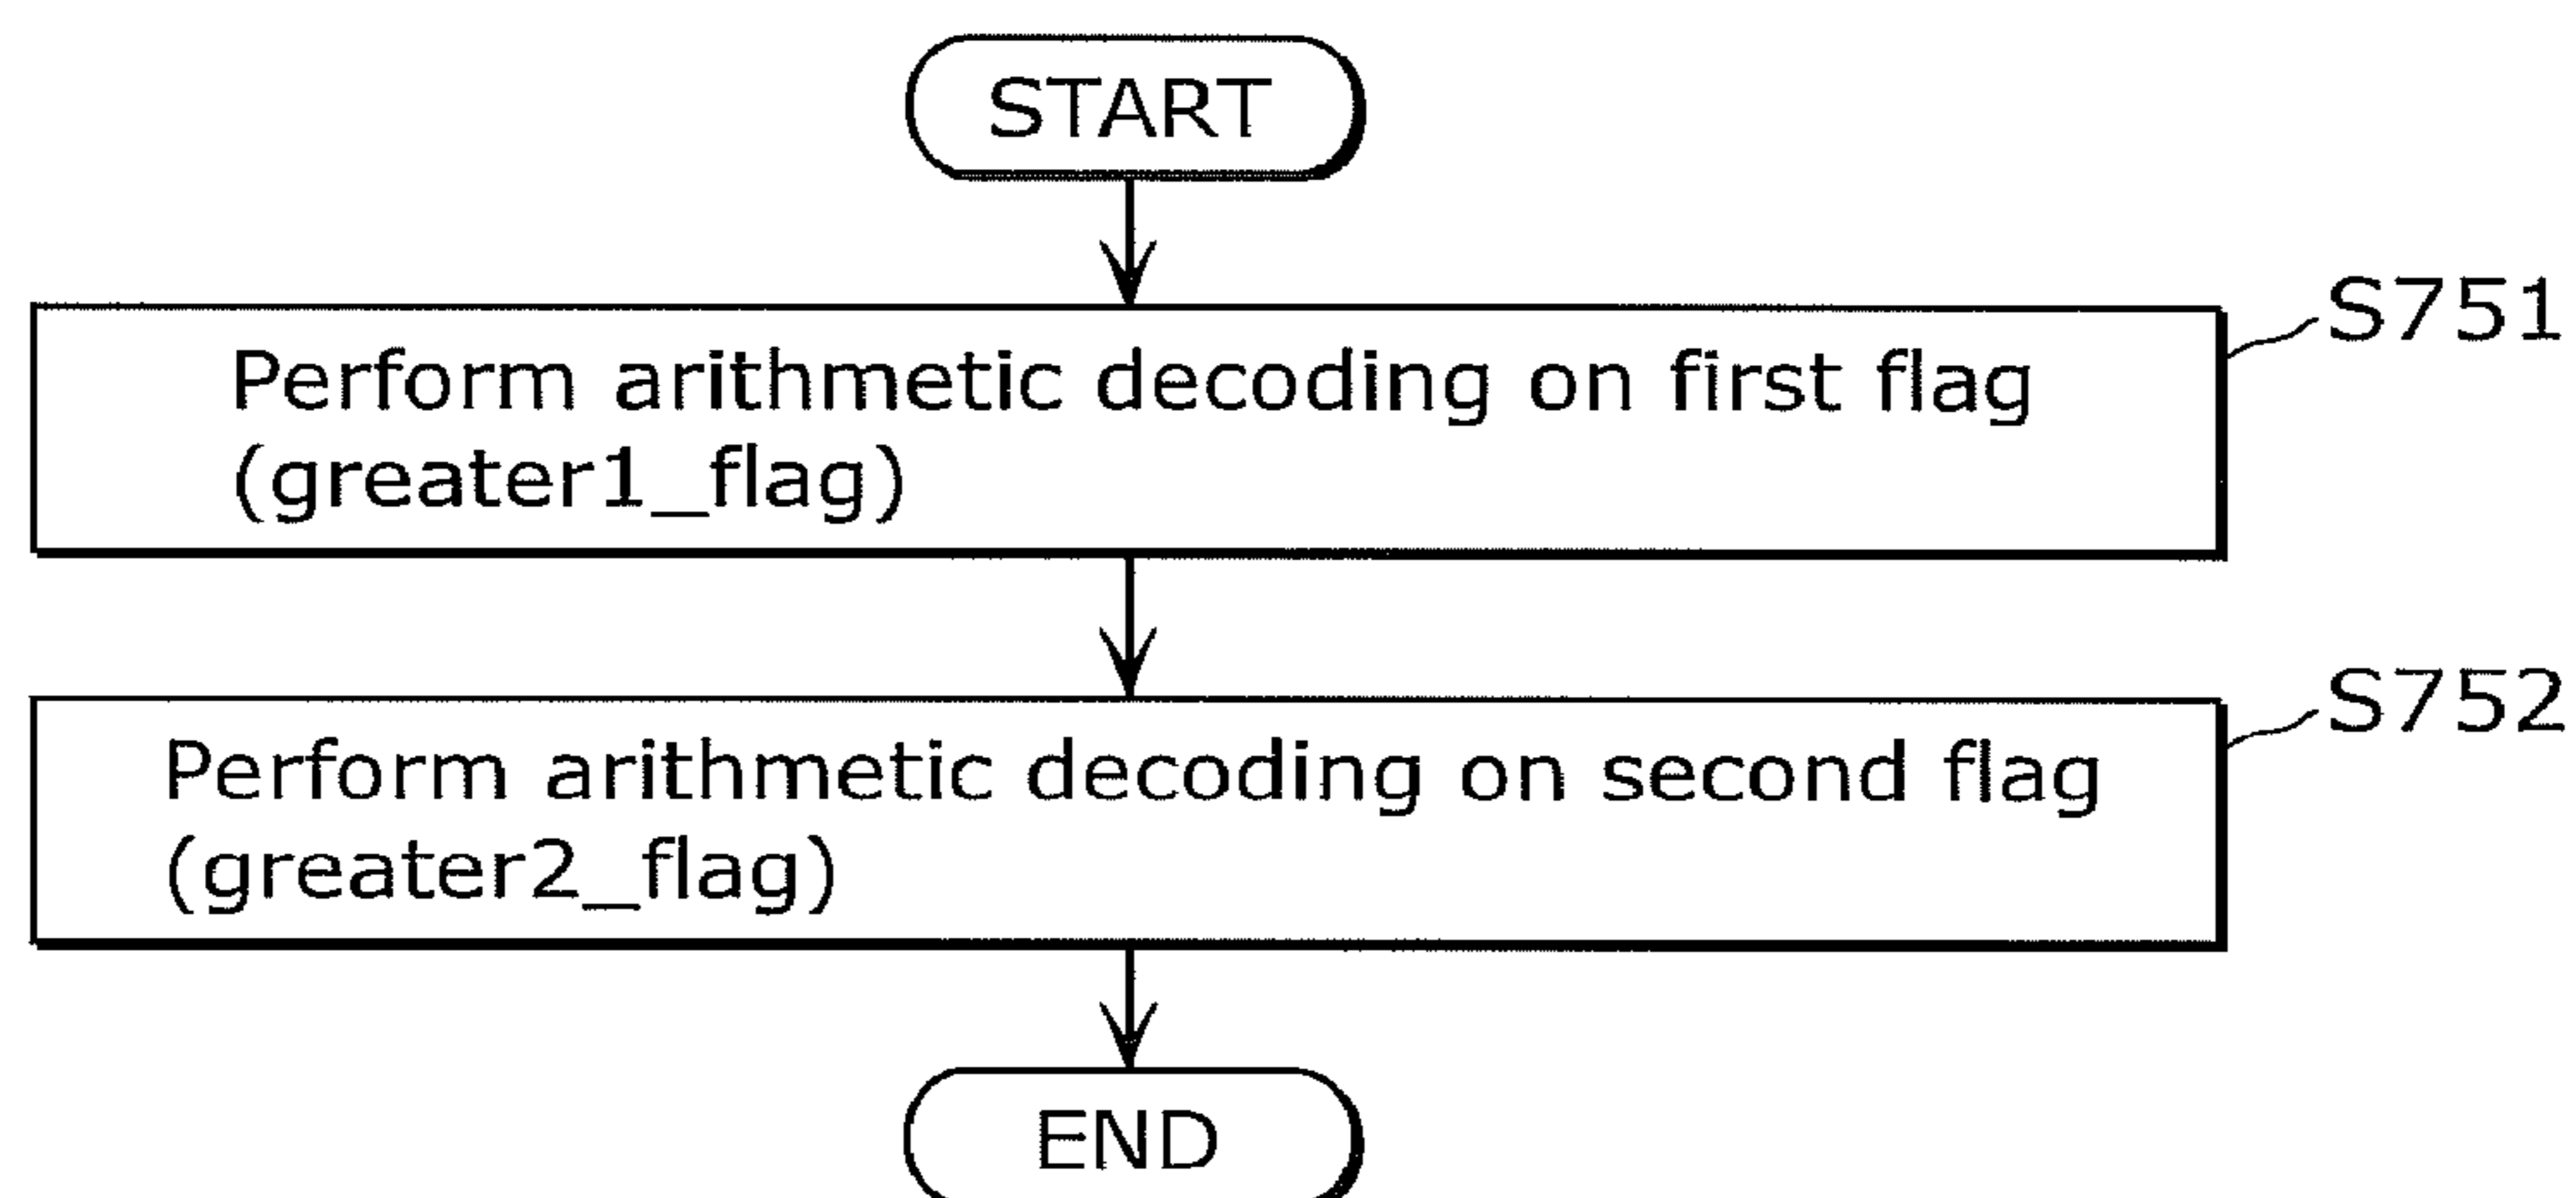 START
S751
Perform arithmetic decoding on first flag
(greater1_flag)
S752
Perform arithmetic decoding on second flag
(greater2_flag)
END